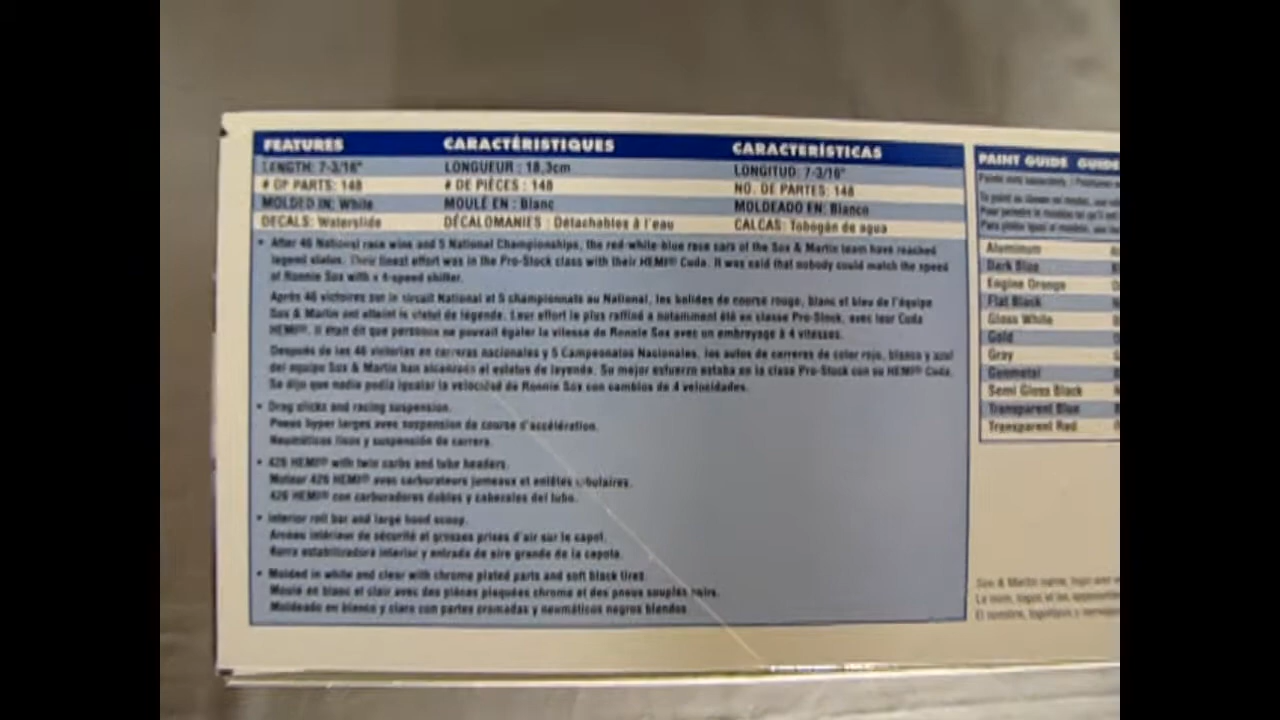 FEATURES CARACTÉRISTIQUES CARACTERÍSTICAS
LENGTH: 7-3/16" LONGUEUR : 18,3cm LONGITUD: 7-3/16"
# OF PARTS: 148 # DE PIÈCES : 148 NO. DE PARTES: 148
MOLDED IN: White MOULÉ EN : Blanc MOLDEADO EN: Blanco
DECALS: Waterslide DÉCALOMANIES : Détachables à l'eau CALCAS: Tobogán de agua
• After 46 National race wins and 5 National Championships, the red-white-blue race cars of the Sox & Martin team have reached
legend status. Their finest effort was in the Pro-Stock class with their HEMI® Cuda. It was said that nobody could match the speed
of Ronnie Sox with a 4-speed shifter.
Après 46 victoires sur le circuit National et 5 championnats au National, les bolides de course rouge, blanc et bleu de l'équipe
Sox & Martin ont atteint le statut de légende. Leur effort le plus raffiné a notamment été en classe Pro-Stock, avec leur Cuda
HEMI®. Il était dit que personne ne pouvait égaler la vitesse de Ronnie Sox avec un embrayage à 4 vitesses.
Después de las 46 victorias en carreras nacionales y 5 Campeonatos Nacionales, los autos de carreras de color rojo, blanco y azul
del equipo Sox & Martin han alcanzado el estatus de leyenda. Su mejor esfuerzo estaba en la clase Pro-Stock con su HEMI® Cuda.
Se dijo que nadie podía igualar la velocidad de Ronnie Sox con cambios de 4 velocidades.
• Drag slicks and racing suspension.
Pneus hyper larges avec suspension de course d'accélération.
Neumáticos lisos y suspensión de carrera.
• 426 HEMI® with twin carbs and tube headers.
Moteur 426 HEMI® avec carburateurs jumeaux et entêtes tubulaires.
426 HEMI® con carburadores dobles y cabezales del tubo.
• Interior roll bar and large hood scoop.
Arceau intérieur de sécurité et grosses prises d'air sur le capot.
Barra estabilizadora interior y entrada de aire grande de la capota.
• Molded in white and clear with chrome plated parts and soft black tires.
Moulé en blanc et clair avec des pièces plaquées chrome et des pneus souples noirs.
Moldeado en blanco y claro con partes cromadas y neumáticos negros blandos.
PAINT GUIDE GUIDE
Aluminum
Dark Blue
Engine Orange
Flat Black
Gloss White
Gold
Gray
Gunmetal
Semi Gloss Black
Transparent Blue
Transparent Red
Sox & Martin name, logo and